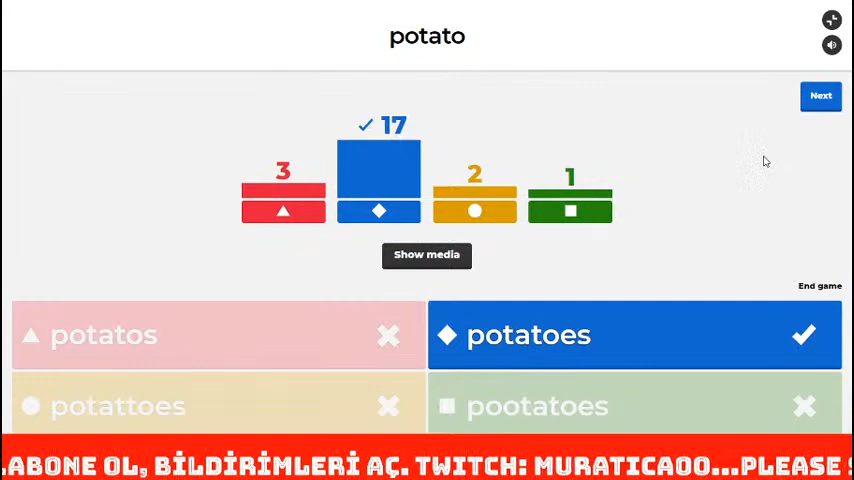 potato
Next
17
3
2
1
Show media
End game
potatos
potatoes
potattoes
pootatoes
.ABONE OL, BİLDİRİMLERİ AÇ. TWITCH: MURATICA00...PLEASE